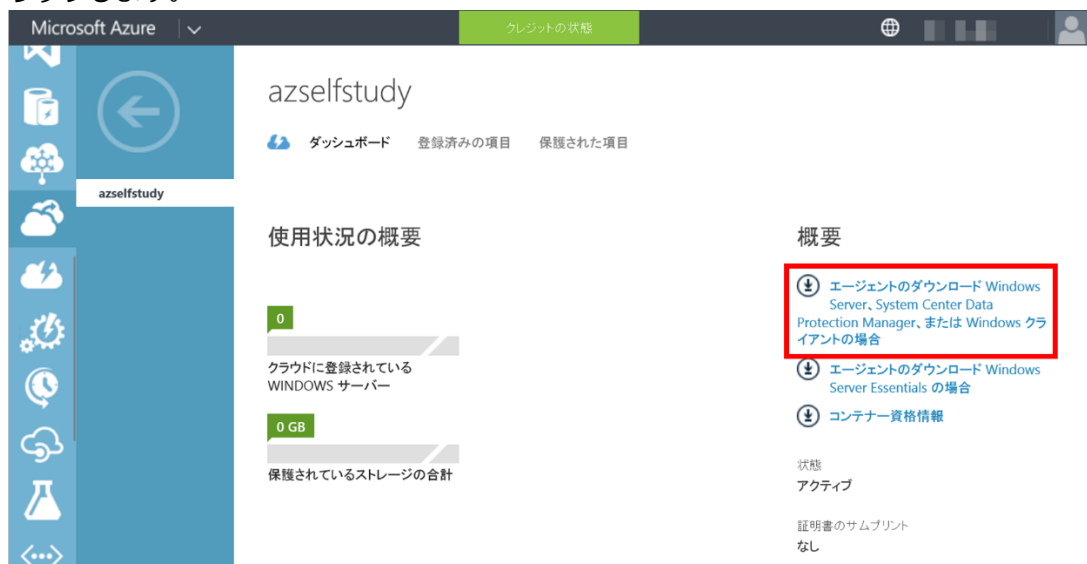 Microsoft Azure
クレジットの状態
azselfstudy
ダッシュボード 登録済みの項目 保護された項目
azselfstudy
使用状況の概要
0
クラウドに登録されている
WINDOWS サーバー
0 GB
保護されているストレージの合計
概要
エージェントのダウンロード Windows
Server、System Center Data
Protection Manager、または Windows クラ
イアントの場合
エージェントのダウンロード Windows
Server Essentials の場合
コンテナー資格情報
状態
アクティブ
証明書のサムプリント
なし